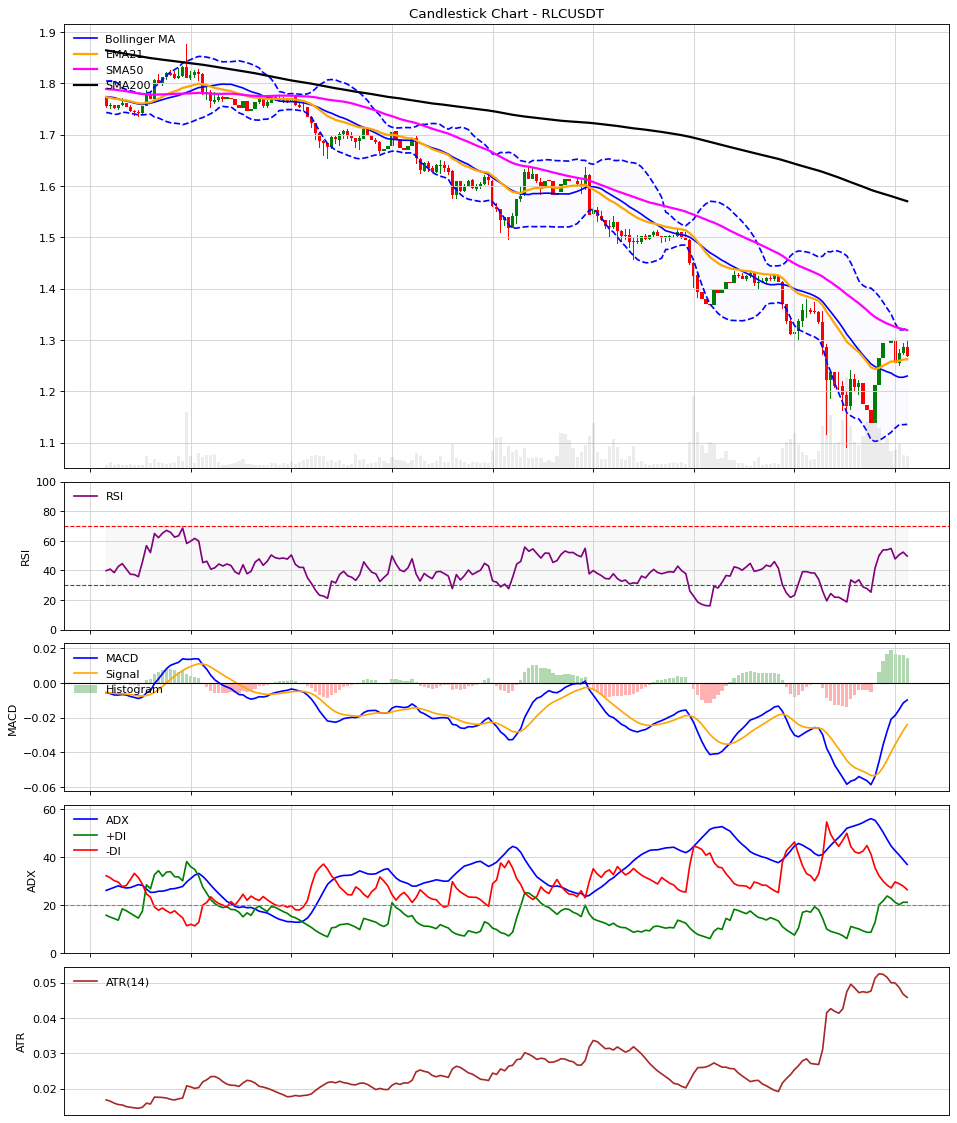 Candlestick Chart - RLCUSDT
Bollinger MA
EMA21
SMA50
SMA200
1.9
1.8
1.7
1.6
1.5
1.4
1.3
1.2
1.1
RSI
100
80
60
40
20
0
RSI
MACD
Signal
Histogram
0.02
0.00
−0.02
−0.04
−0.06
MACD
ADX
+DI
-DI
60
40
20
0
ADX
ATR(14)
0.05
0.04
0.03
0.02
ATR